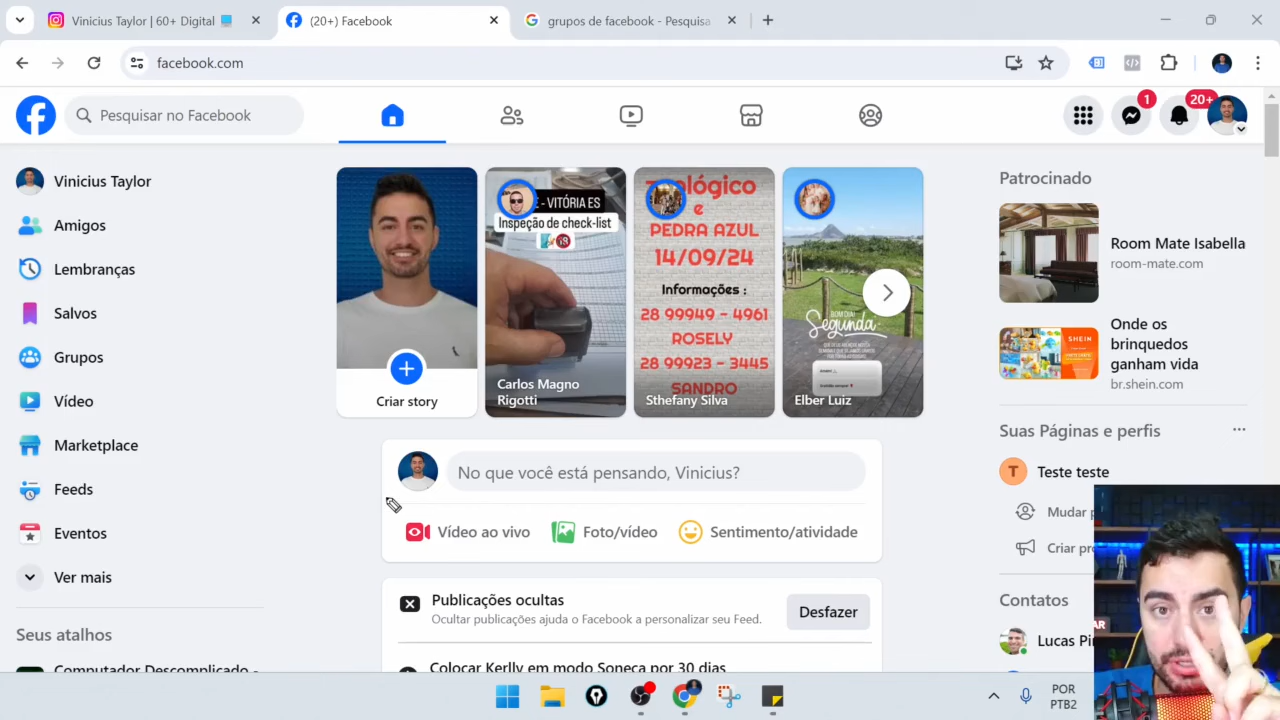 Vinicius Taylor | 60+ Digital
(20+) Facebook
grupos de facebook - Pesquisa
facebook.com
Pesquisar no Facebook
1
20+
Vinicius Taylor
Amigos
Lembranças
Salvos
Grupos
Vídeo
Marketplace
Feeds
Eventos
Ver mais
Seus atalhos
Computador Descomplicado
Criar story
- VITÓRIA ES
Inspeção de check-list
Carlos Magno
Rigotti
e
PEDRA AZUL
14/09/24
Informações :
28 99949 - 4961
ROSELY
28 99923 - 3445
SANDRO
Sthefany Silva
BOM DIA!
Segunda
Elber Luiz
No que você está pensando, Vinicius?
Vídeo ao vivo
Foto/vídeo
Sentimento/atividade
Publicações ocultas
Ocultar publicações ajuda o Facebook a personalizar seu Feed.
Desfazer
Colocar Kerlly em modo Soneca por 30 dias
Patrocinado
Room Mate Isabella
room-mate.com
Onde os
brinquedos
ganham vida
br.shein.com
SHEIN
Suas Páginas e perfis
T
Teste teste
Mudar
Criar
Contatos
Lucas
POR
PTB2